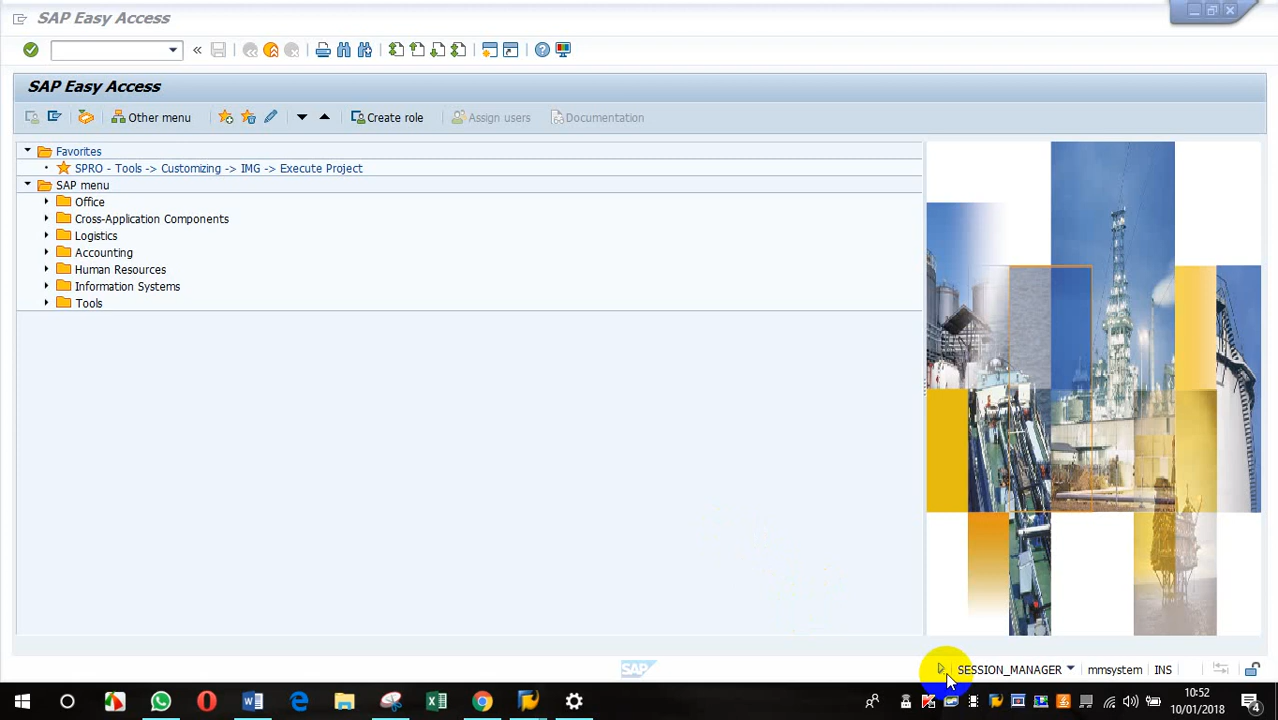 SAP Easy Access
SAP Easy Access
Other menu Create role Assign users Documentation
Favorites
SPRO - Tools -> Customizing -> IMG -> Execute Project
SAP menu
Office
Cross-Application Components
Logistics
Accounting
Human Resources
Information Systems
Tools
SAP SESSION_MANAGER mmsystem INS
10:52
10/01/2018
4